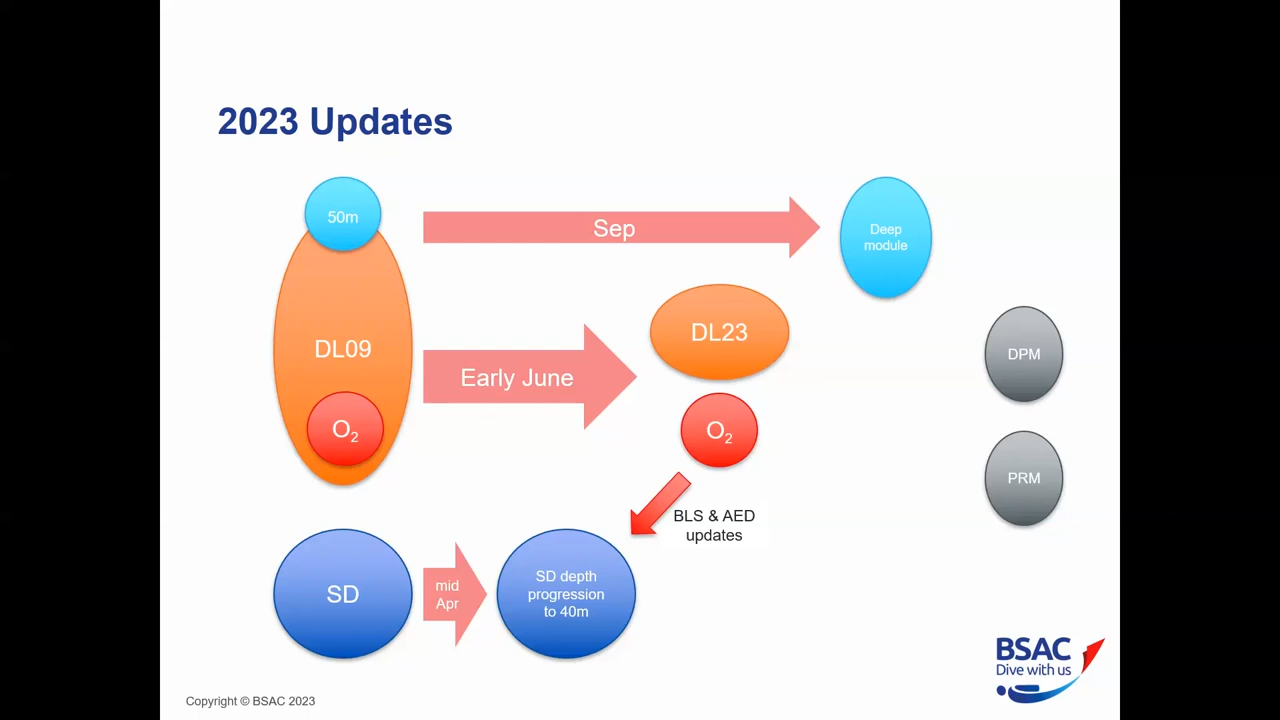 2023 Updates
50m
Sep
Deep
module
DL09
Early June
DL23
DPM
O₂
O₂
PRM
BLS & AED
updates
SD
mid
Apr
SD depth
progression
to 40m
BSAC
Dive with us
Copyright © BSAC 2023